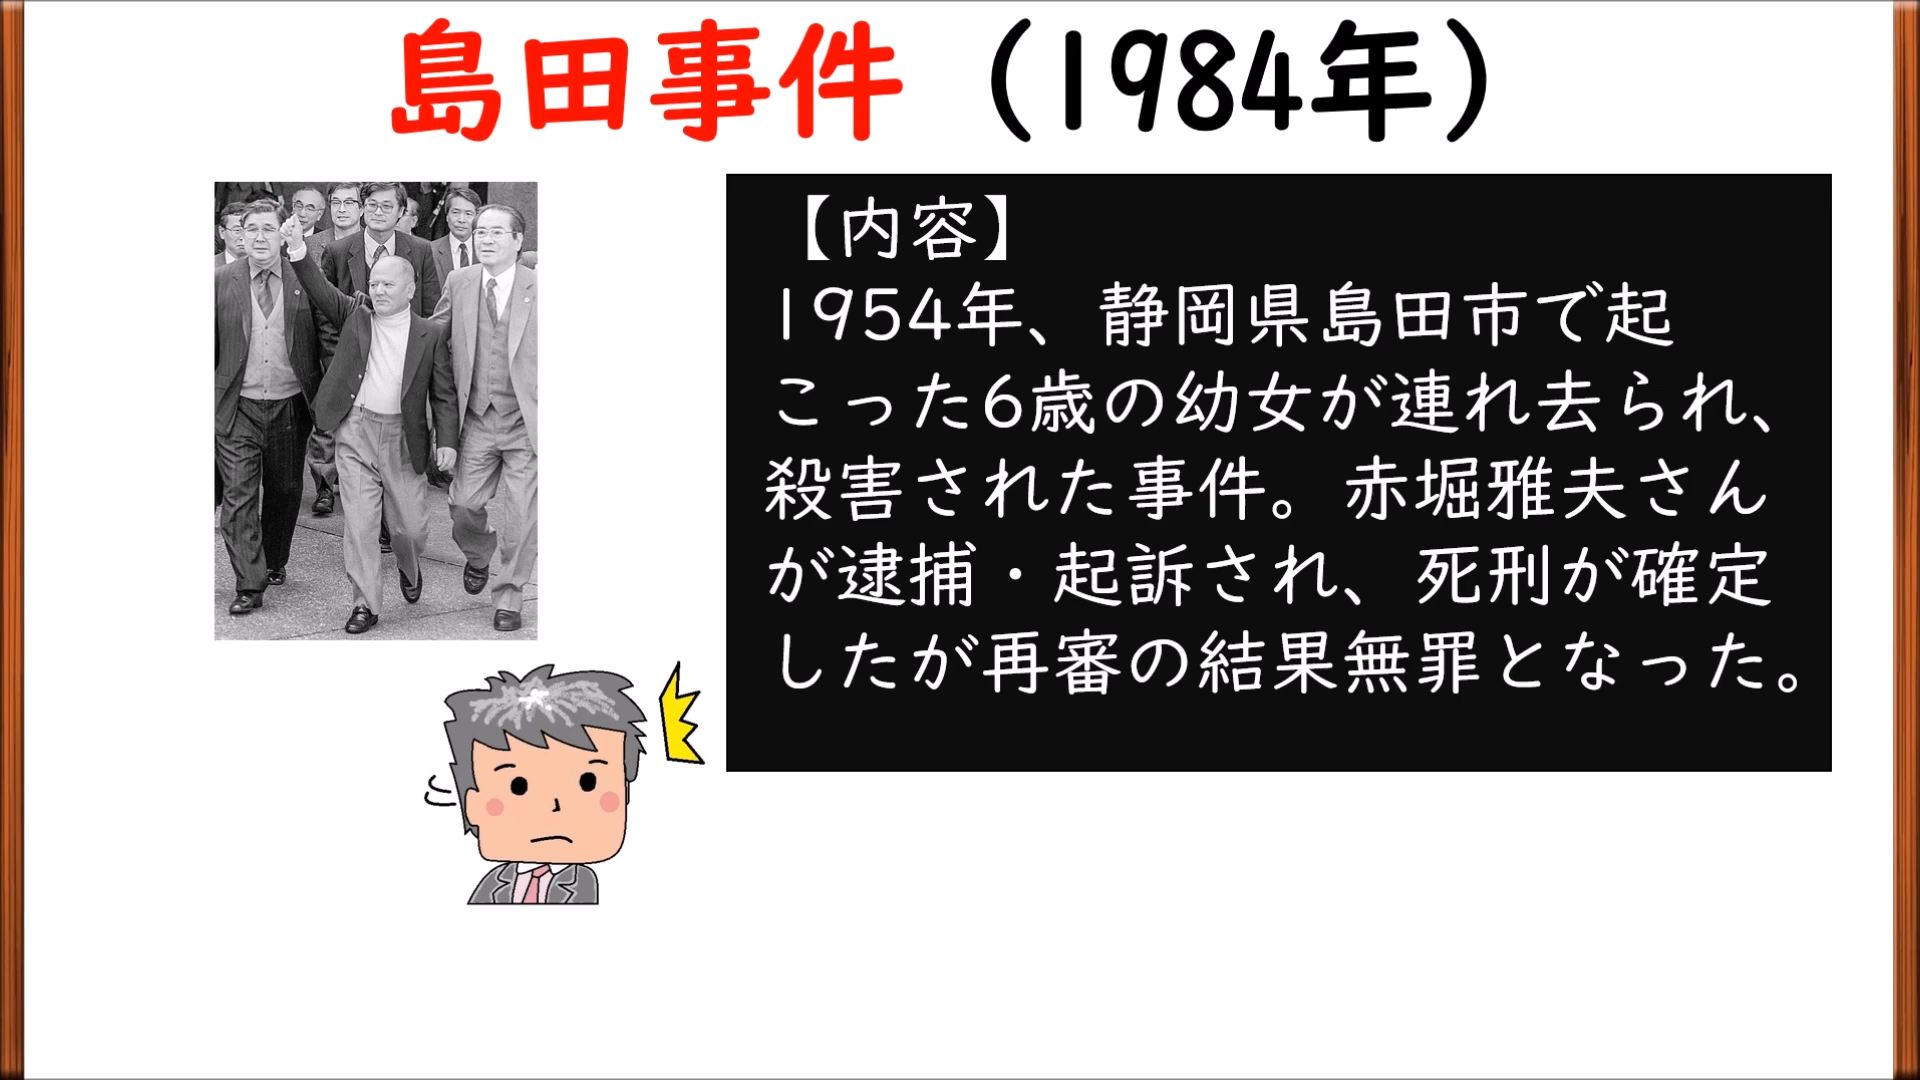 島田事件（1984年）
【内容】
1954年、静岡県島田市で起
こった6歳の幼女が連れ去られ、
殺害された事件。赤堀雅夫さん
が逮捕・起訴され、死刑が確定
したが再審の結果無罪となった。